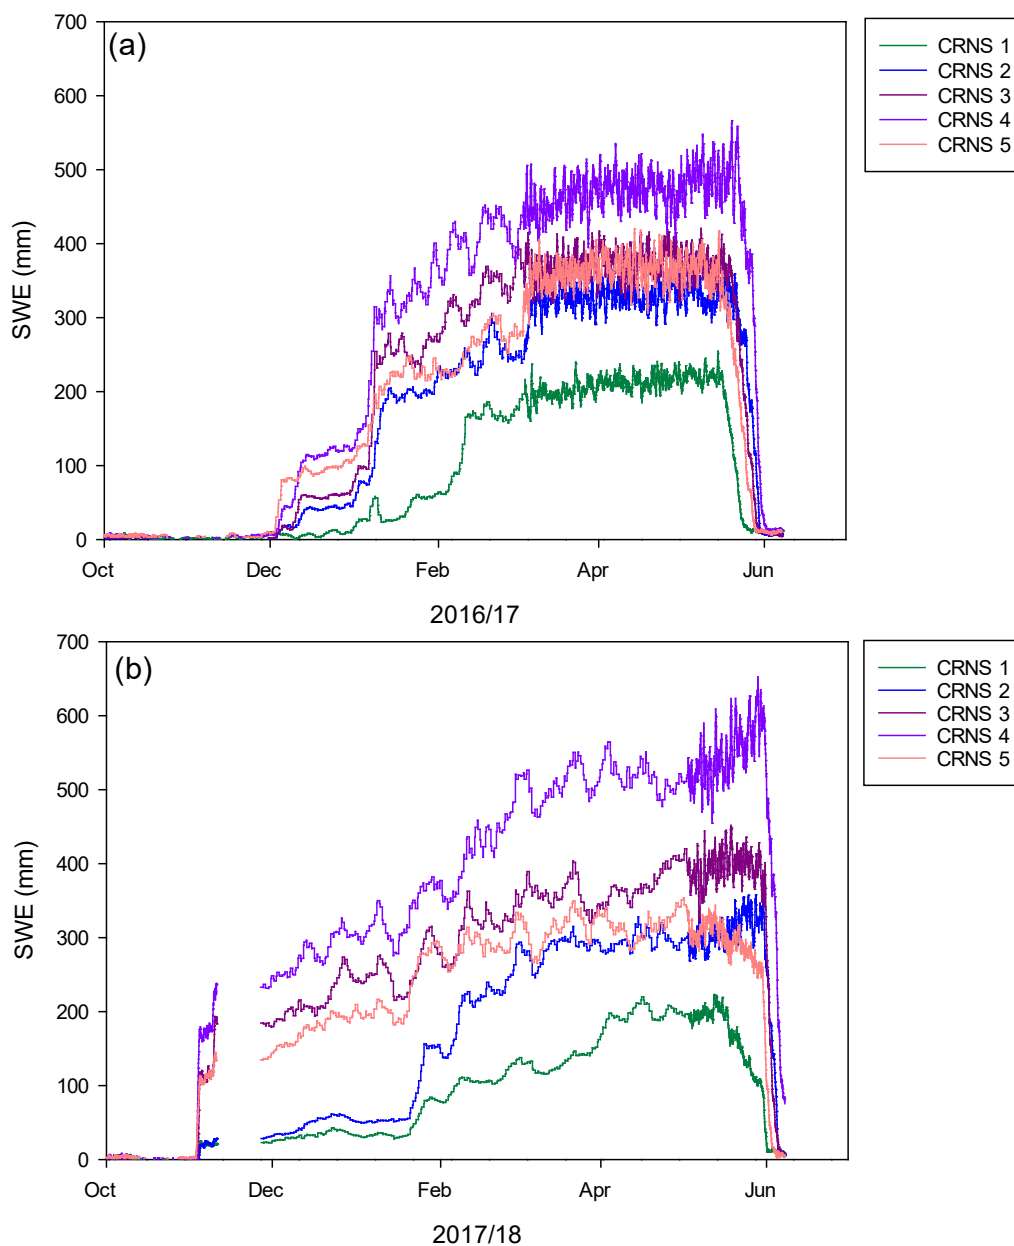 (a)
700
600
500
400
300
200
100
0
SWE (mm)
Oct Dec Feb Apr Jun
2016/17
CRNS 1
CRNS 2
CRNS 3
CRNS 4
CRNS 5
(b)
700
600
500
400
300
200
100
0
SWE (mm)
Oct Dec Feb Apr Jun
2017/18
CRNS 1
CRNS 2
CRNS 3
CRNS 4
CRNS 5